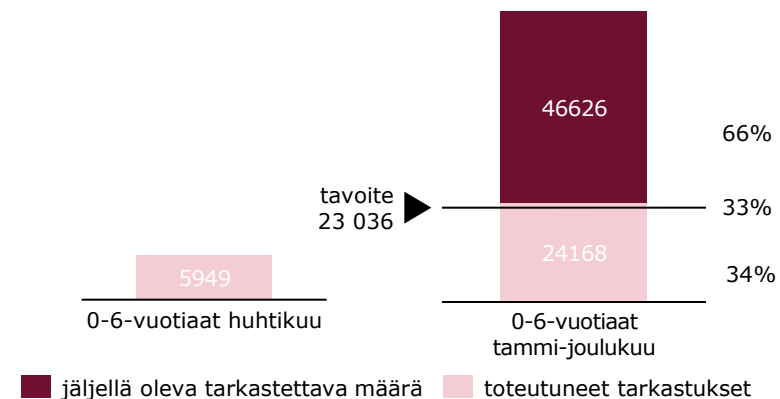 46626
66%
tavoite
23 036
33%
24168
34%
5949
0-6-vuotiaat huhtikuu
0-6-vuotiaat
tammi-joulukuu
jäljellä oleva tarkastettava määrä
toteutuneet tarkastukset